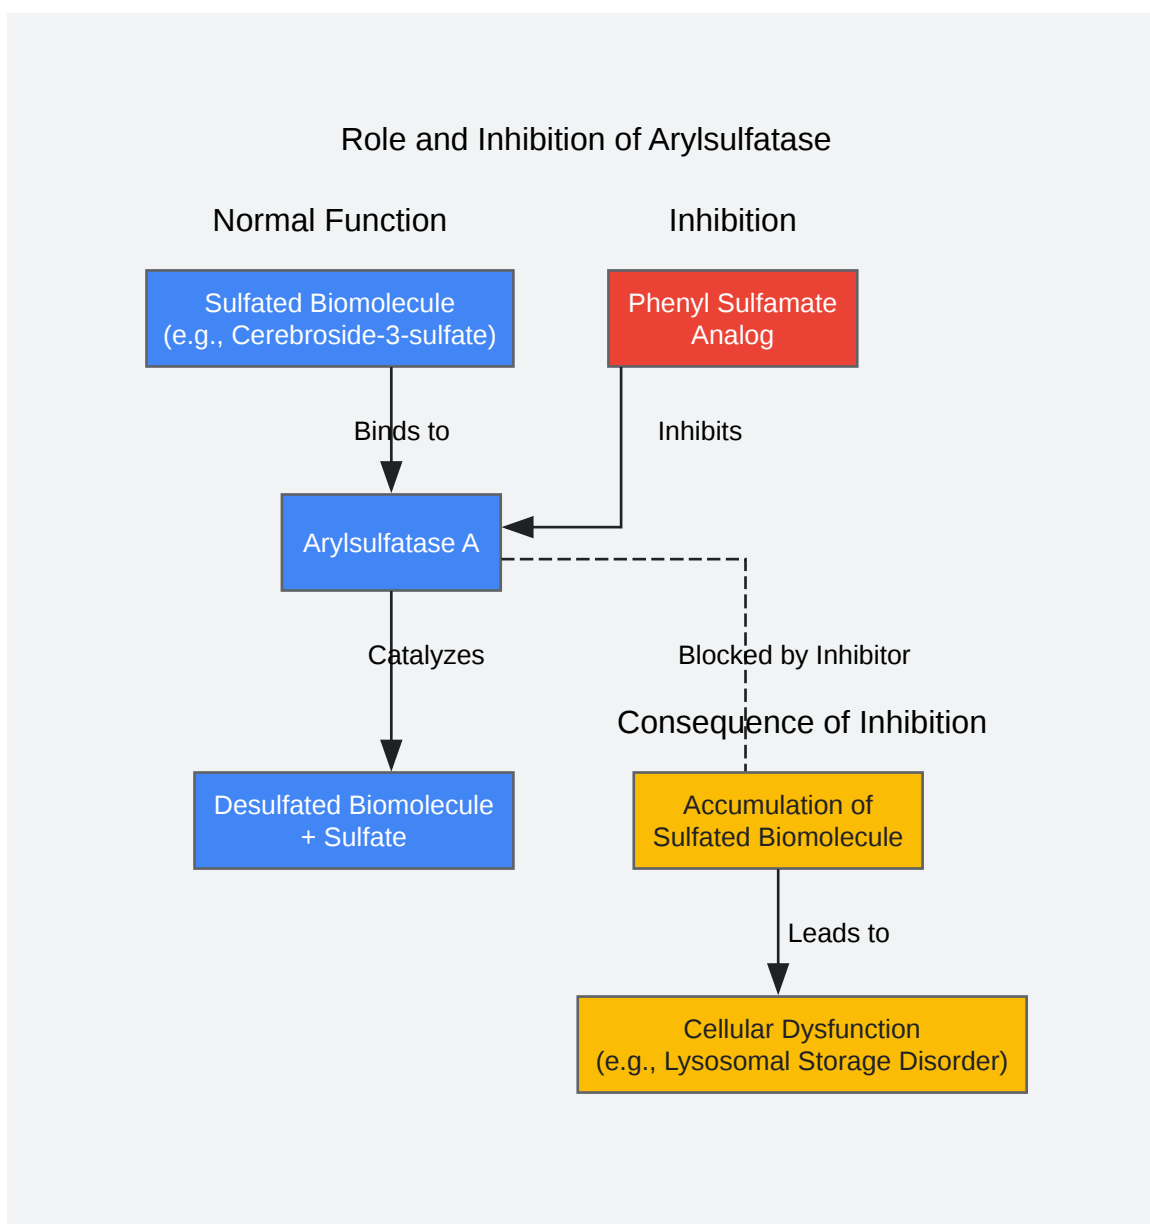 Role and Inhibition of Arylsulfatase
Normal Function
Inhibition
Sulfated Biomolecule
(e.g., Cerebroside-3-sulfate)
Phenyl Sulfamate
Analog
Binds to
Inhibits
Arylsulfatase A
Catalyzes
Blocked by Inhibitor
Consequence of Inhibition
Desulfated Biomolecule
+ Sulfate
Accumulation of
Sulfated Biomolecule
Leads to
Cellular Dysfunction
(e.g., Lysosomal Storage Disorder)